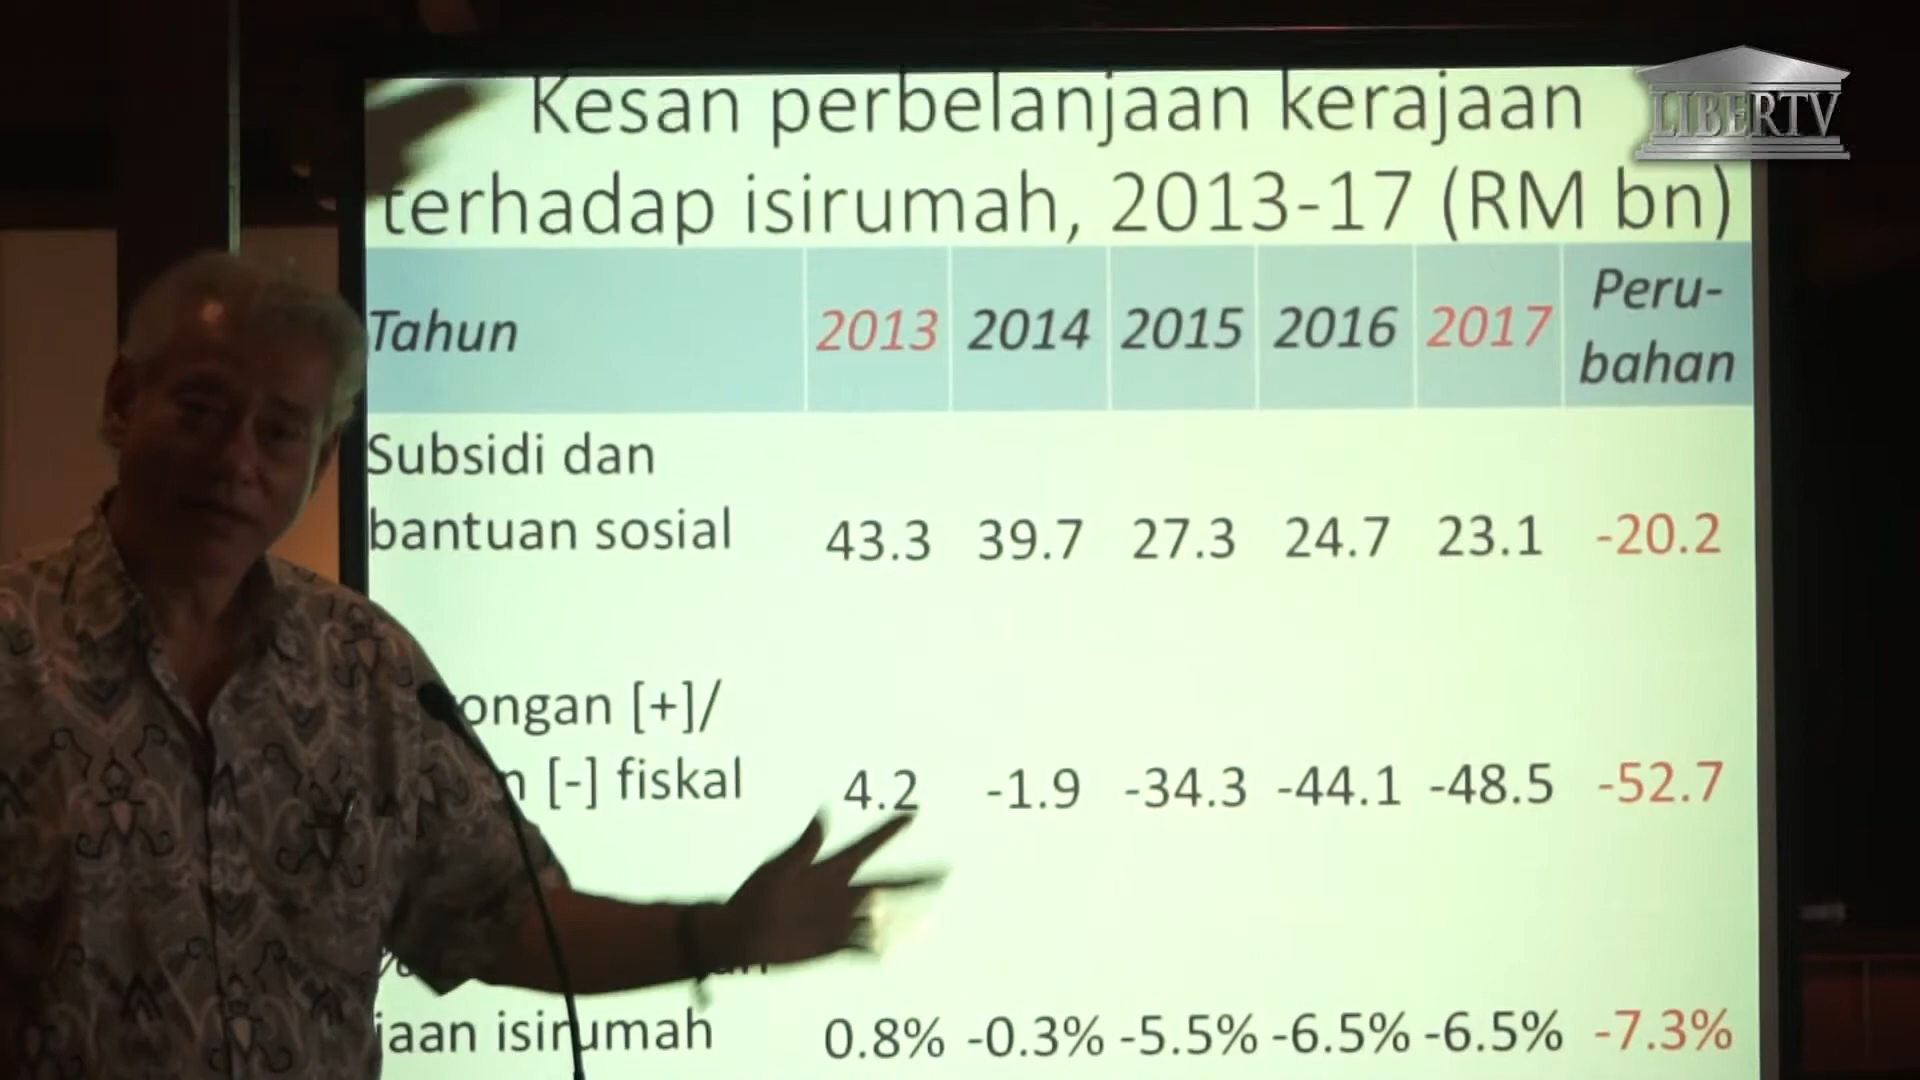 Kesan perbelanjaan kerajaan
terhadap isirumah, 2013-17 (RM bn)
LIBERTV
Tahun 2013 2014 2015 2016 2017 Peru-
bahan
Subsidi dan
bantuan sosial 43.3 39.7 27.3 24.7 23.1 -20.2
[+]/
[-] fiskal 4.2 -1.9 -34.3 -44.1 -48.5 -52.7
isirumah 0.8% -0.3% -5.5% -6.5% -6.5% -7.3%